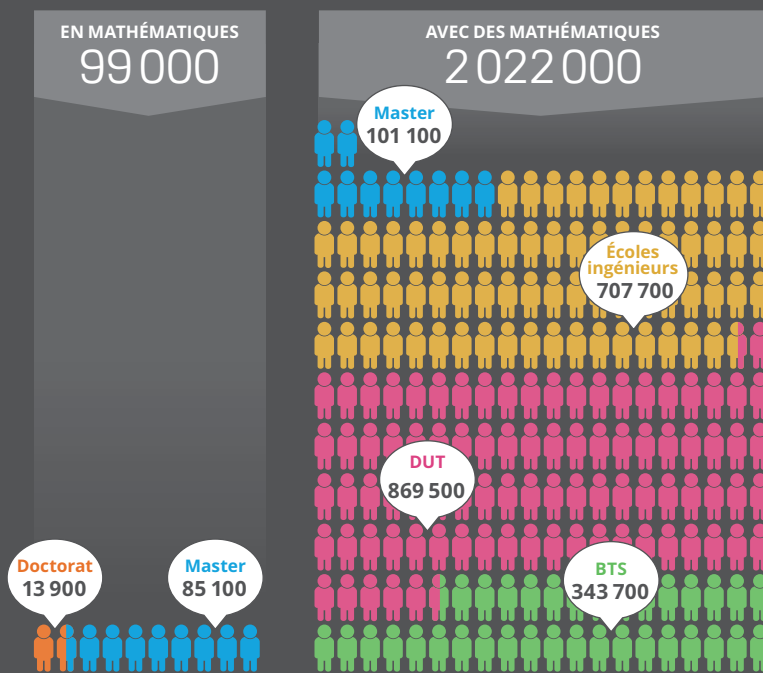 EN MATHÉMATIQUES
99 000
AVEC DES MATHÉMATIQUES
2 022 000
Master
101 100
Écoles
ingénieurs
707 700
DUT
869 500
Doctorat
13 900
Master
85 100
BTS
343 700